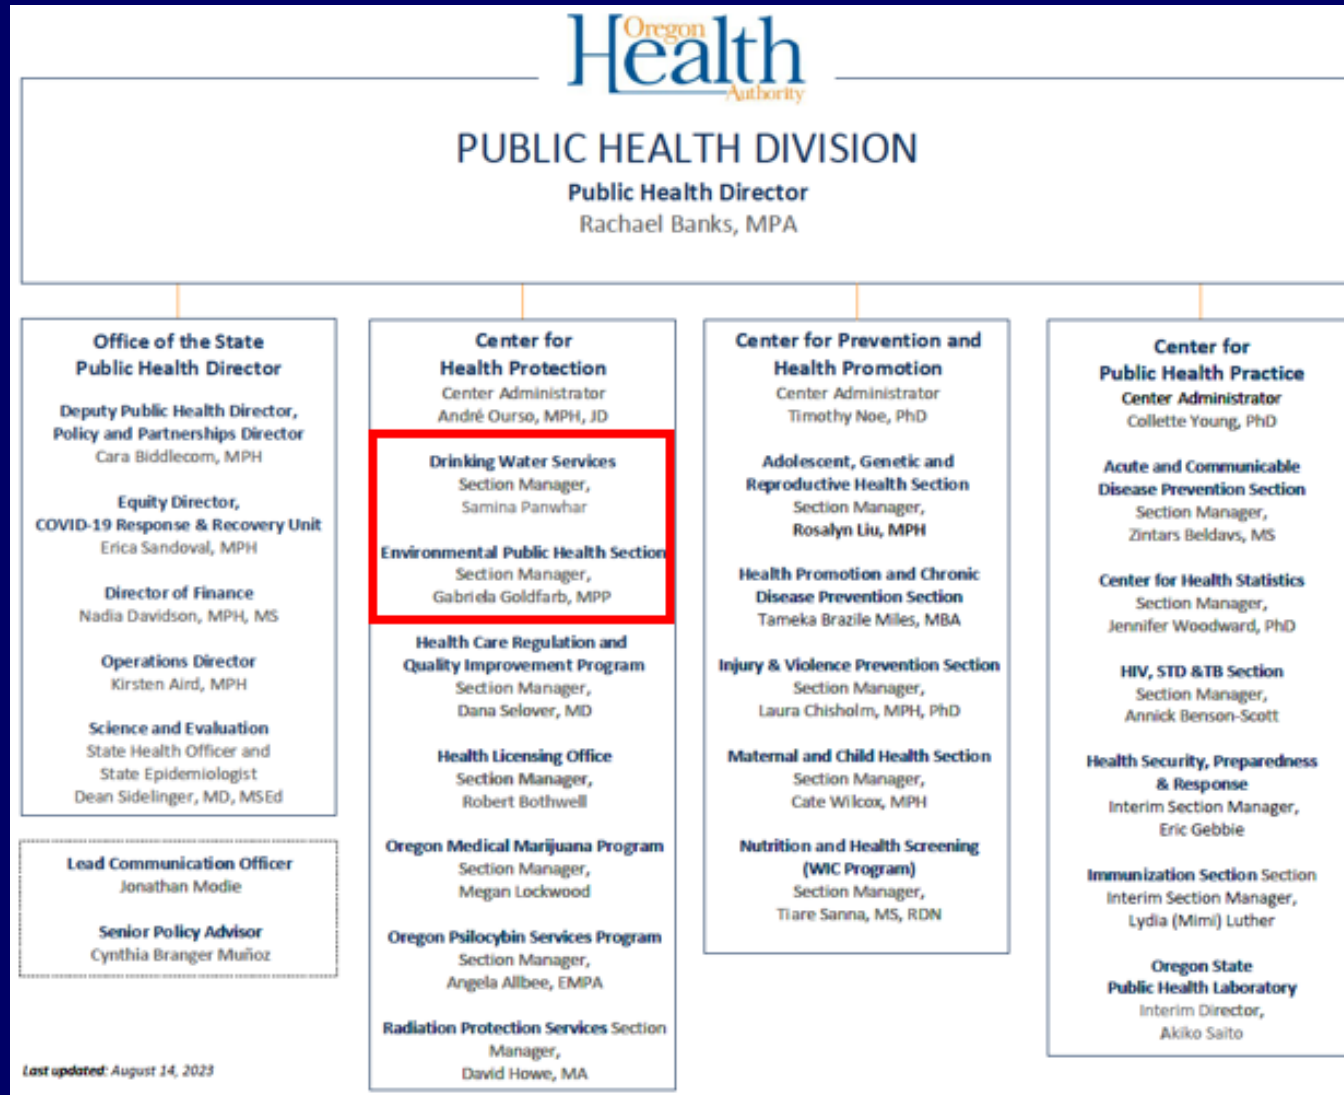 Oregon
Health
Authority
PUBLIC HEALTH DIVISION
Public Health Director
Rachael Banks, MPA
Office of the State
Public Health Director
Deputy Public Health Director,
Policy and Partnerships Director
Cara Biddlecom, MPH
Equity Director,
COVID-19 Response & Recovery Unit
Erica Sandoval, MPH
Director of Finance
Nadia Davidson, MPH, MS
Operations Director
Kirsten Aird, MPH
Science and Evaluation
State Health Officer and
State Epidemiologist
Dean Sidelinger, MD, MSEd
Lead Communication Officer
Jonathan Modie
Senior Policy Advisor
Cynthia Branger Muñoz
Last updated: August 14, 2023
Center for
Health Protection
Center Administrator
André Ourso, MPH, JD
Drinking Water Services
Section Manager,
Samina Panwhar
Environmental Public Health Section
Section Manager,
Gabriela Goldfarb, MPP
Health Care Regulation and
Quality Improvement Program
Section Manager,
Dana Selover, MD
Health Licensing Office
Section Manager,
Robert Bothwell
Oregon Medical Marijuana Program
Section Manager,
Megan Lockwood
Oregon Psilocybin Services Program
Section Manager,
Angela Allbee, EMPA
Radiation Protection Services Section
Manager,
David Howe, MA
Center for Prevention and
Health Promotion
Center Administrator
Timothy Noe, PhD
Adolescent, Genetic and
Reproductive Health Section
Section Manager,
Rosalyn Liu, MPH
Health Promotion and Chronic
Disease Prevention Section
Tameka Brazile Miles, MBA
Injury & Violence Prevention Section
Section Manager,
Laura Chisholm, MPH, PhD
Maternal and Child Health Section
Section Manager,
Cate Wilcox, MPH
Nutrition and Health Screening
(WIC Program)
Section Manager,
Tiare Sanna, MS, RDN
Center for
Public Health Practice
Center Administrator
Collette Young, PhD
Acute and Communicable
Disease Prevention Section
Section Manager,
Zintars Beldavs, MS
Center for Health Statistics
Section Manager,
Jennifer Woodward, PhD
HIV, STD &TB Section
Section Manager,
Annick Benson-Scott
Health Security, Preparedness
& Response
Interim Section Manager,
Eric Gebbie
Immunization Section Section
Interim Section Manager,
Lydia (Mimi) Luther
Oregon State
Public Health Laboratory
Interim Director,
Akiko Saito